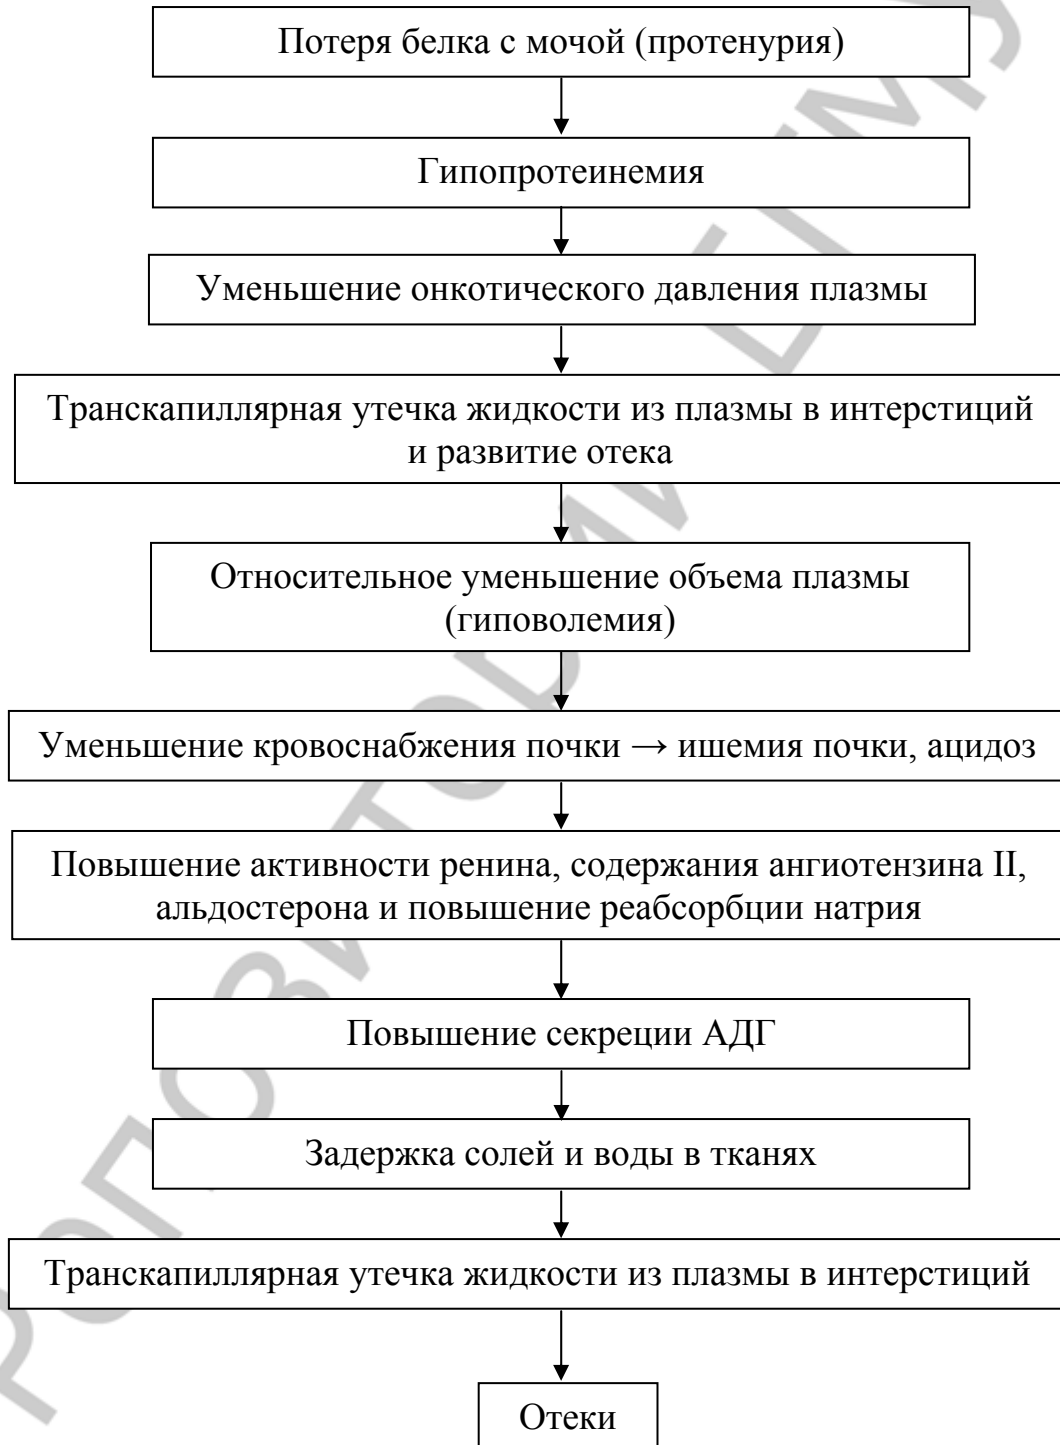 Потеря белка с мочой (протенурия)
Гипопротеинемия
Уменьшение онкотического давления плазмы
Транскапиллярная утечка жидкости из плазмы в интерстиций
и развитие отека
Относительное уменьшение объема плазмы
(гиповолемия)
Уменьшение кровоснабжения почки → ишемия почки, ацидоз
Повышение активности ренина, содержания ангиотензина II,
альдостерона и повышение реабсорбции натрия
Повышение секреции АДГ
Задержка солей и воды в тканях
Транскапиллярная утечка жидкости из плазмы в интерстиций
Отеки